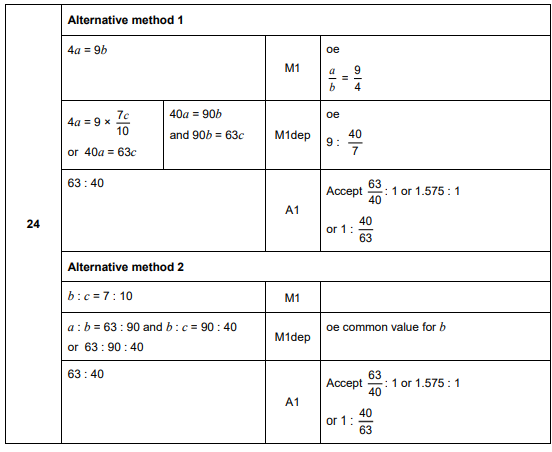 24
Alternative method 1
4a = 9b
M1
oe
a/b = 9/4
4a = 9 × 7c/10
or 40a = 63c
40a = 90b
and 90b = 63c
M1dep
oe
9 : 40/7
63 : 40
A1
Accept 63/40 : 1 or 1.575 : 1
or 1 : 40/63
Alternative method 2
b : c = 7 : 10
M1
a : b = 63 : 90 and b : c = 90 : 40
or 63 : 90 : 40
M1dep
oe common value for b
63 : 40
A1
Accept 63/40 : 1 or 1.575 : 1
or 1 : 40/63